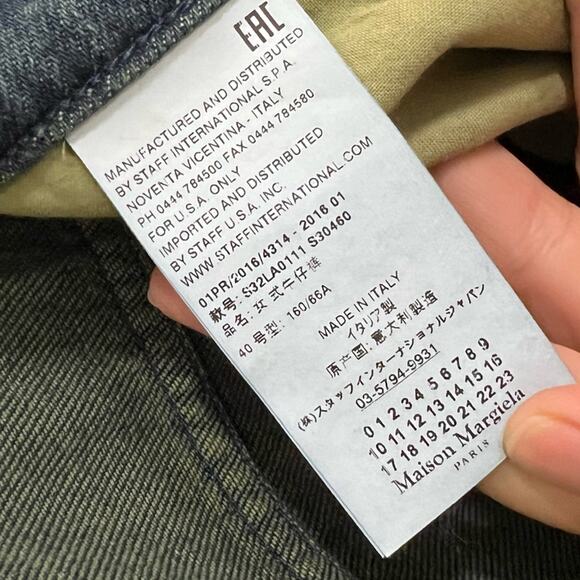 EAC
MANUFACTURED AND DISTRIBUTED
BY STAFF INTERNATIONAL S.P.A.
NOVENTA VICENTINA - ITALY
PH 0444 784500 FAX 0444 784580
FOR U.S.A. ONLY
IMPORTED AND DISTRIBUTED
BY STAFF U.S.A. INC.
WWW.STAFFINTERNATIONAL.COM
01PR/2016/4314 - 2016 01
款号: S32LA0111 S30460
品名: 女式牛仔裤
40 号型: 160/66A
MADE IN ITALY
イタリア製
原产国: 意大利製造
(株)スタッフインターナショナルジャパン
03-5794-9931
0 1 2 3 4 5 6 7 8 9
10 11 12 13 14 15 16
17 18 19 20 21 22 23
Maison Margiela
PARIS